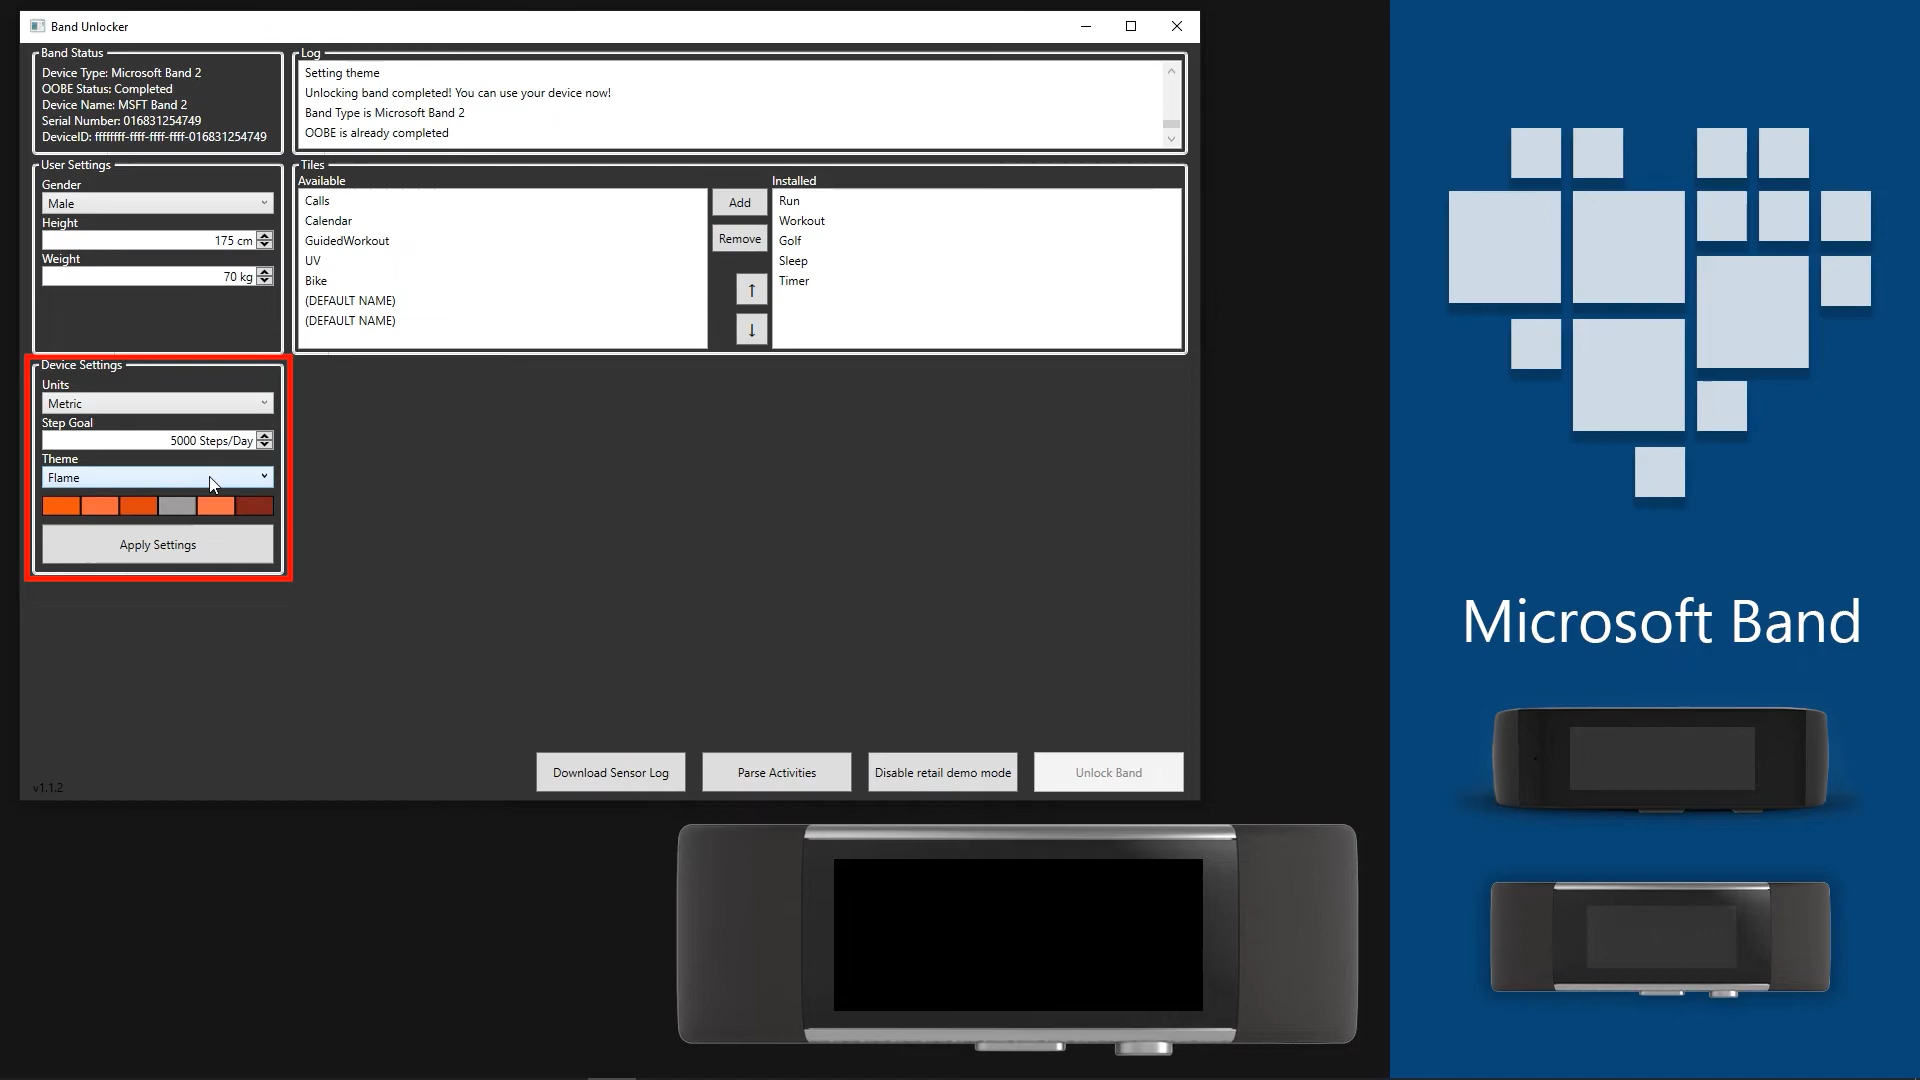 Band Unlocker
Band Status
Device Type: Microsoft Band 2
OOBE Status: Completed
Device Name: MSFT Band 2
Serial Number: 016831254749
DeviceID: ffffffff-ffff-ffff-ffff-016831254749
Log
Setting theme
Unlocking band completed! You can use your device now!
Band Type is Microsoft Band 2
OOBE is already completed
User Settings
Gender
Male
Height
175 cm
Weight
70 kg
Tiles
Available
Calls
Calendar
GuidedWorkout
UV
Bike
(DEFAULT NAME)
(DEFAULT NAME)
Add
Remove
↑
↓
Installed
Run
Workout
Golf
Sleep
Timer
Device Settings
Units
Metric
Step Goal
5000 Steps/Day
Theme
Flame
Apply Settings
Download Sensor Log
Parse Activities
Disable retail demo mode
Unlock Band
v1.1.2
Microsoft Band